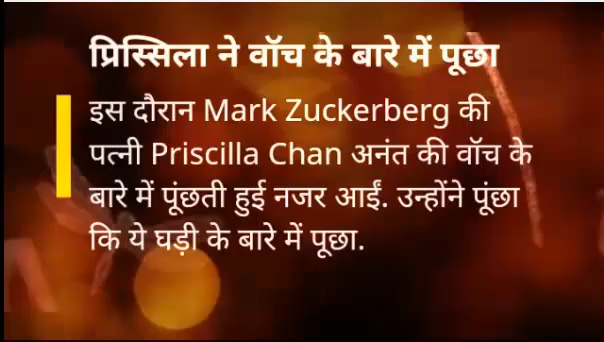 प्रिस्सिला ने वॉच के बारे में पूछा
इस दौरान Mark Zuckerberg की
पत्नी Priscilla Chan अनंत की वॉच के
बारे में पूंछती हुई नजर आईं. उन्होंने पूंछा
कि ये घड़ी के बारे में पूछा.